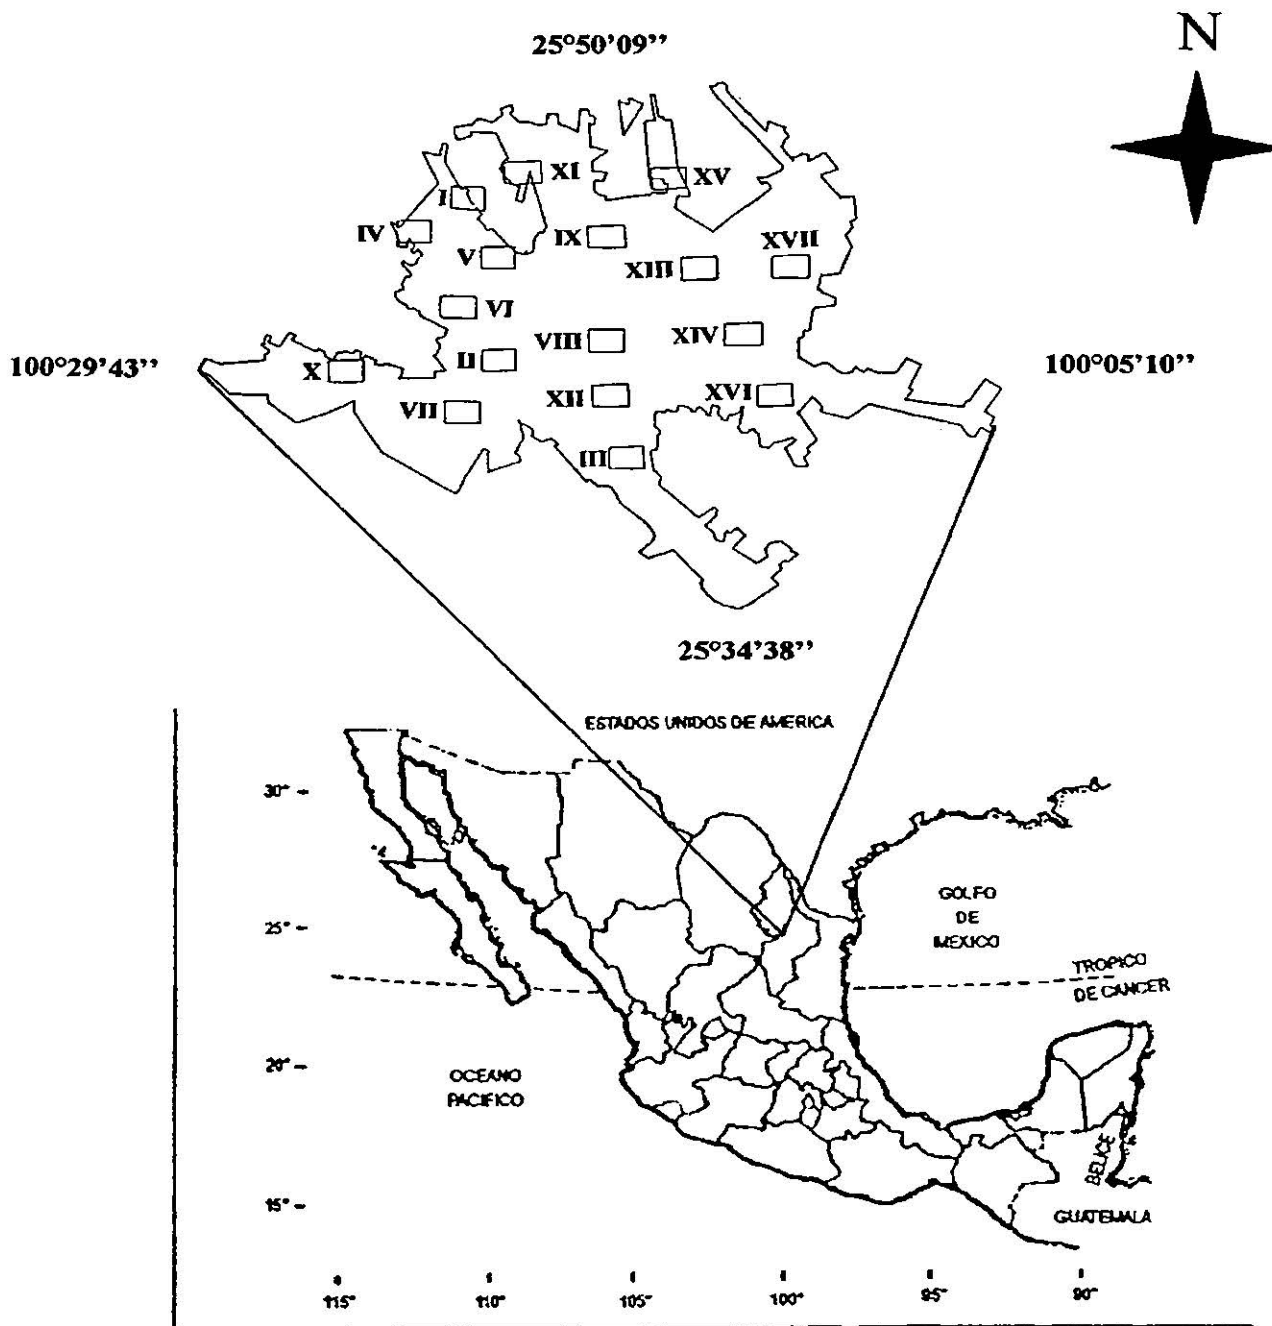 N
25°50'09’’
XI
XV
I
IV
IX
XVII
V
XIII
VI
VIII
XIV
II
100°29'43’’
100°05'10’’
X
XII
XVI
VII
III
25°34'38’’
ESTADOS UNIDOS DE AMERICA
30°
GOLFO
DE
MEXICO
25°
TROPICO
DE CANCER
20°
OCEANO
PACIFICO
BELICE
15°
GUATEMALA
115° 110° 105° 100° 95° 90°